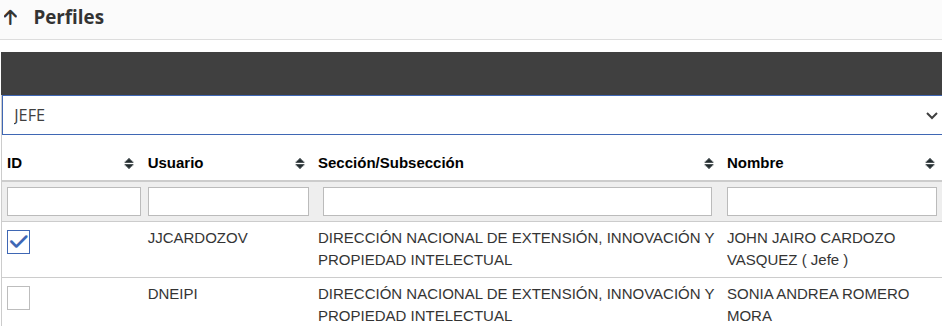 Perfiles
JEFE
ID Usuario Sección/Subsección Nombre
JJCARDOZOV DIRECCIÓN NACIONAL DE EXTENSIÓN, INNOVACIÓN Y JOHN JAIRO CARDOZO
PROPIEDAD INTELECTUAL VASQUEZ ( Jefe )
DNEIPI DIRECCIÓN NACIONAL DE EXTENSIÓN, INNOVACIÓN Y SONIA ANDREA ROMERO
PROPIEDAD INTELECTUAL MORA